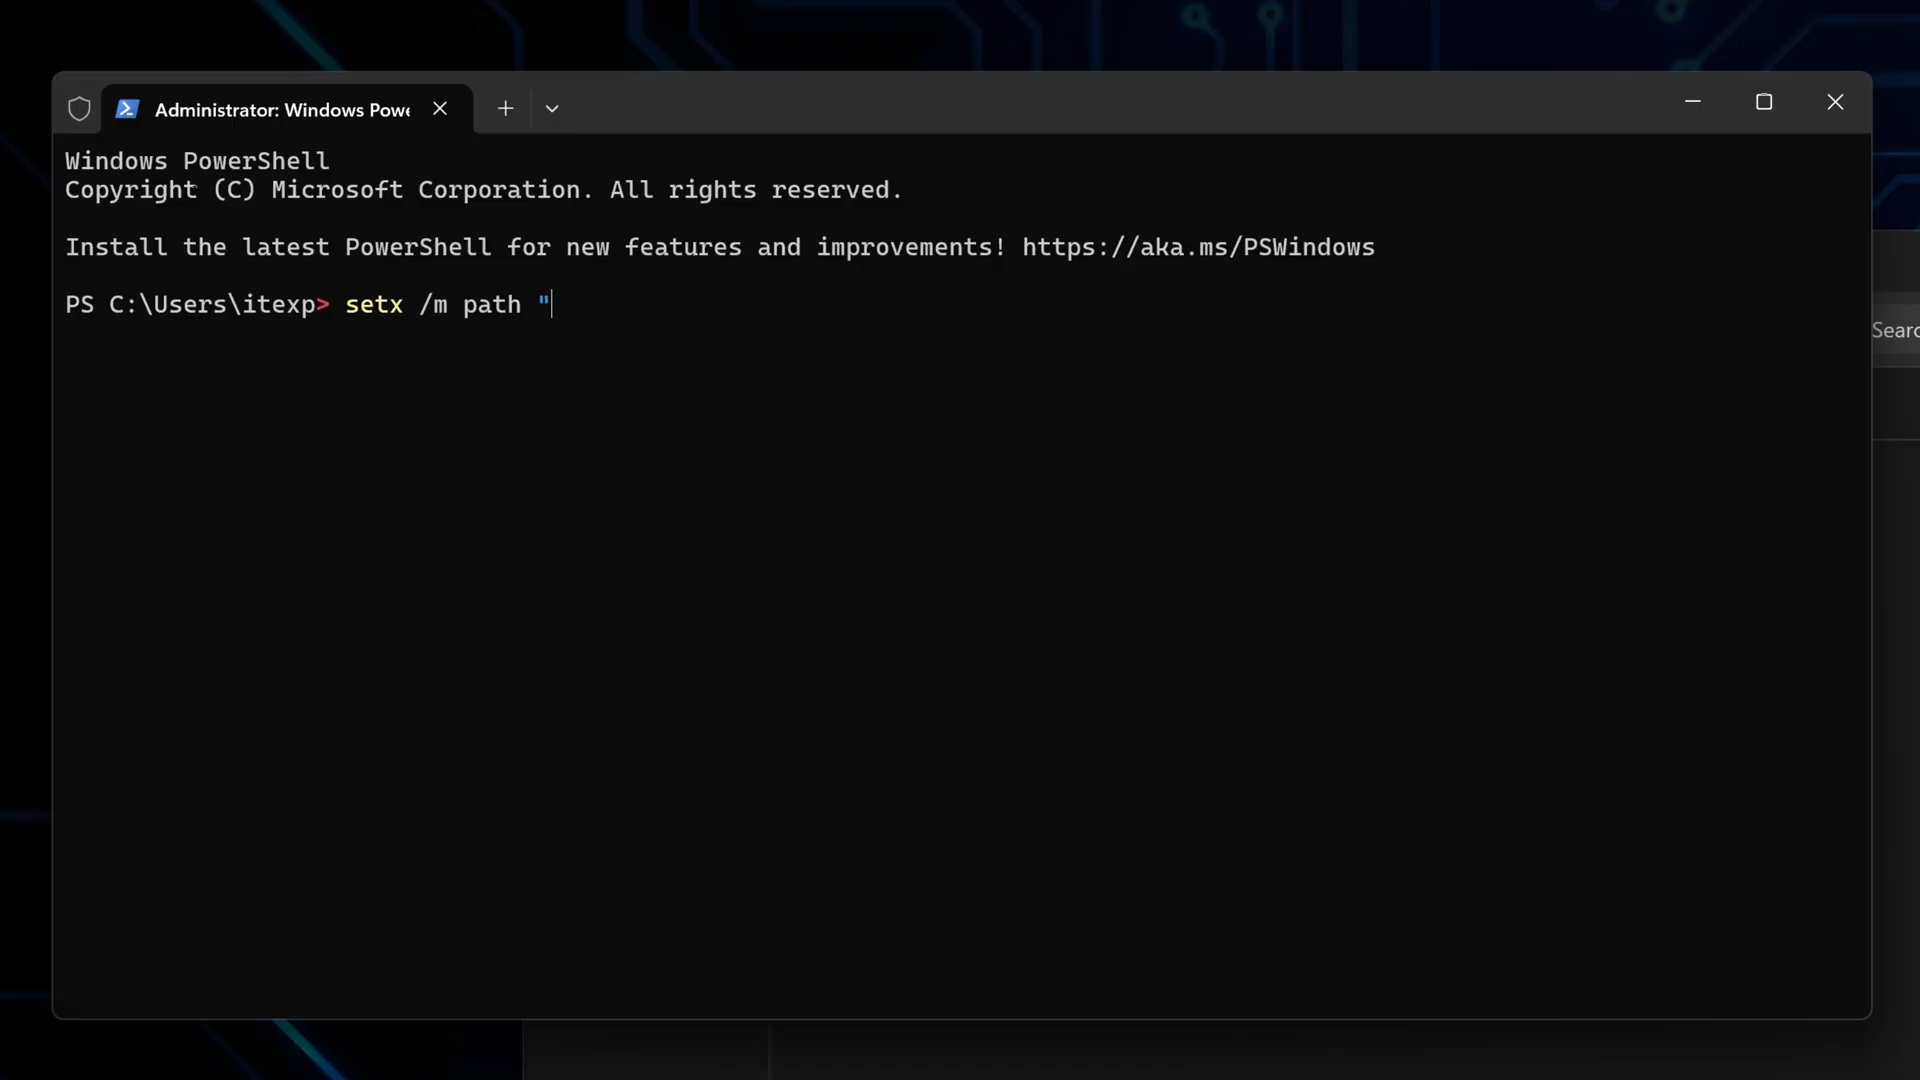 Administrator: Windows Powe
Windows PowerShell
Copyright (C) Microsoft Corporation. All rights reserved.
Install the latest PowerShell for new features and improvements! https://aka.ms/PSWindows
PS C:\Users\itexp> setx /m path "
Searc